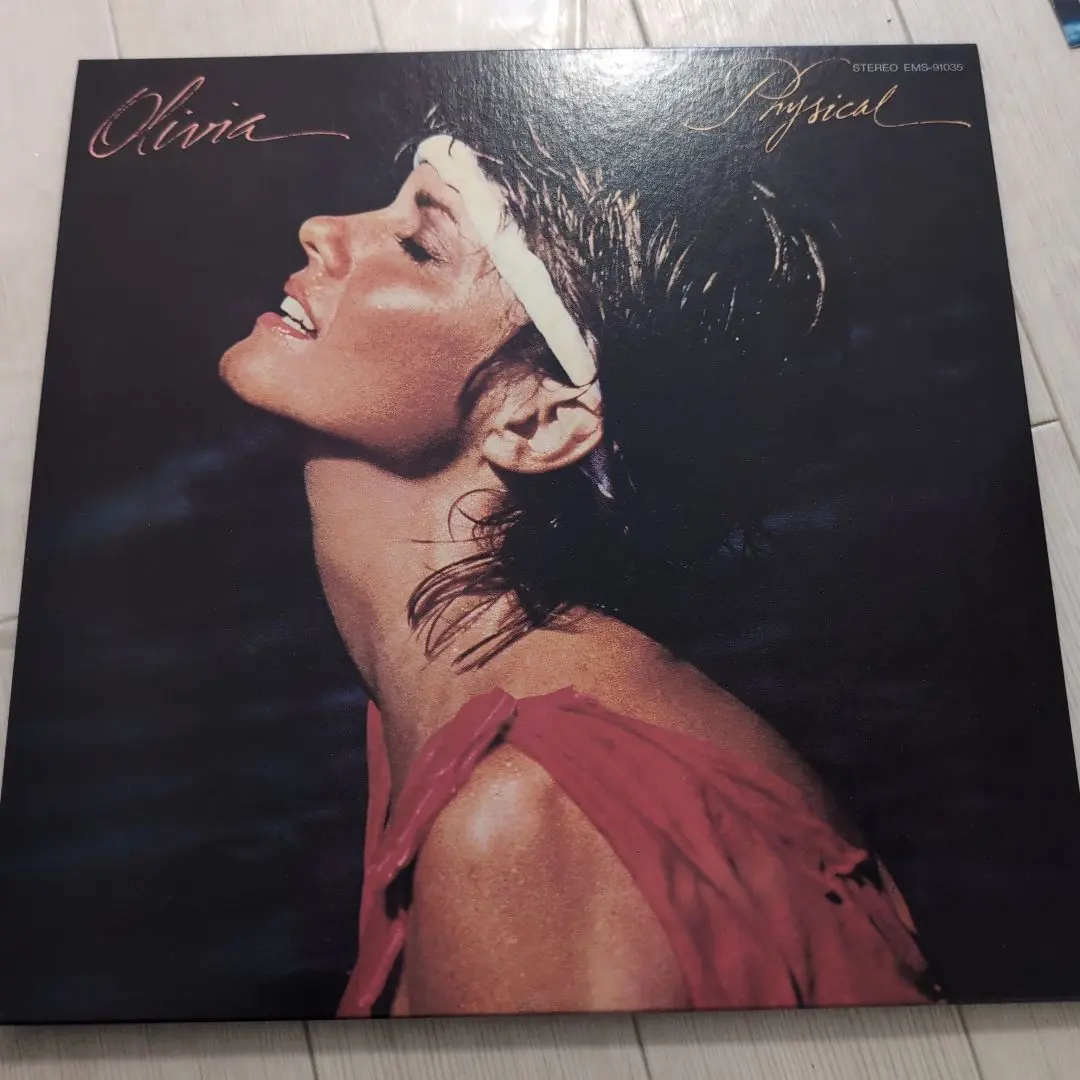 Olivia
STEREO EMS-91035
Physical